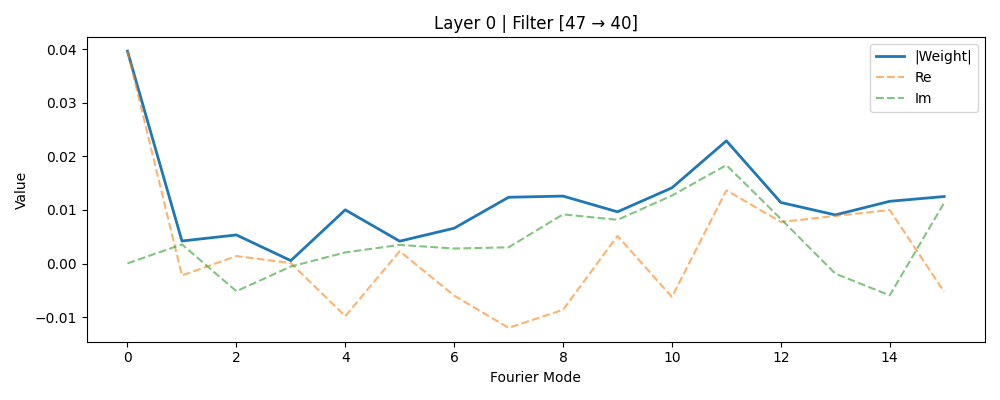 Layer 0 | Filter [47 → 40]
|Weight|
Re
Im
Value
0.04
0.03
0.02
0.01
0.00
−0.01
0 2 4 6 8 10 12 14
Fourier Mode